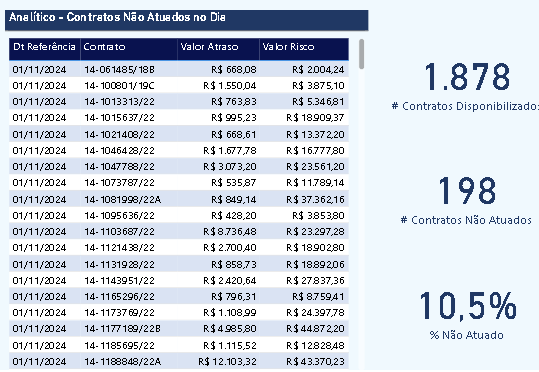 Analítico - Contratos Não Atuados no Dia
Dt Referência Contrato Valor Atraso Valor Risco
01/11/2024 14-061485/18B R$ 668,08 R$ 2.004,24
01/11/2024 14-100801/19C R$ 1.550,04 R$ 3.875,10
01/11/2024 14-1013313/22 R$ 763,83 R$ 5.346,81
01/11/2024 14-1015637/22 R$ 995,23 R$ 18.909,37
01/11/2024 14-1021408/22 R$ 668,61 R$ 13.372,20
01/11/2024 14-1046428/22 R$ 1.677,78 R$ 16.777,80
01/11/2024 14-1047788/22 R$ 3.073,20 R$ 23.561,20
01/11/2024 14-1073787/22 R$ 535,87 R$ 11.789,14
01/11/2024 14-1081998/22A R$ 849,14 R$ 37.362,16
01/11/2024 14-1095636/22 R$ 428,20 R$ 3.853,80
01/11/2024 14-1103687/22 R$ 8.736,48 R$ 23.297,28
01/11/2024 14-1121438/22 R$ 2.700,40 R$ 18.902,80
01/11/2024 14-1131928/22 R$ 858,73 R$ 18.892,06
01/11/2024 14-1143951/22 R$ 2.420,64 R$ 27.837,36
01/11/2024 14-1165296/22 R$ 796,31 R$ 8.759,41
01/11/2024 14-1173769/22 R$ 1.108,99 R$ 24.397,78
01/11/2024 14-1177189/22B R$ 4.985,80 R$ 44.872,20
01/11/2024 14-1185695/22 R$ 1.115,52 R$ 12.828,48
01/11/2024 14-1188848/22A R$ 12.103,32 R$ 43.370,23
1.878
# Contratos Disponibilizados
198
# Contratos Não Atuados
10,5%
% Não Atuado